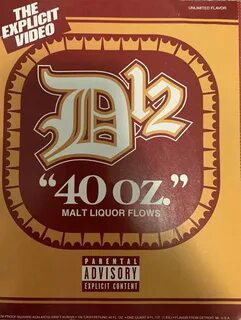 THE
EXPLICIT
VIDEO
UNLIMITED FLAVOR
D12
“40 OZ.”
MALT LIQUOR FLOWS
PARENTAL
ADVISORY
EXPLICIT CONTENT